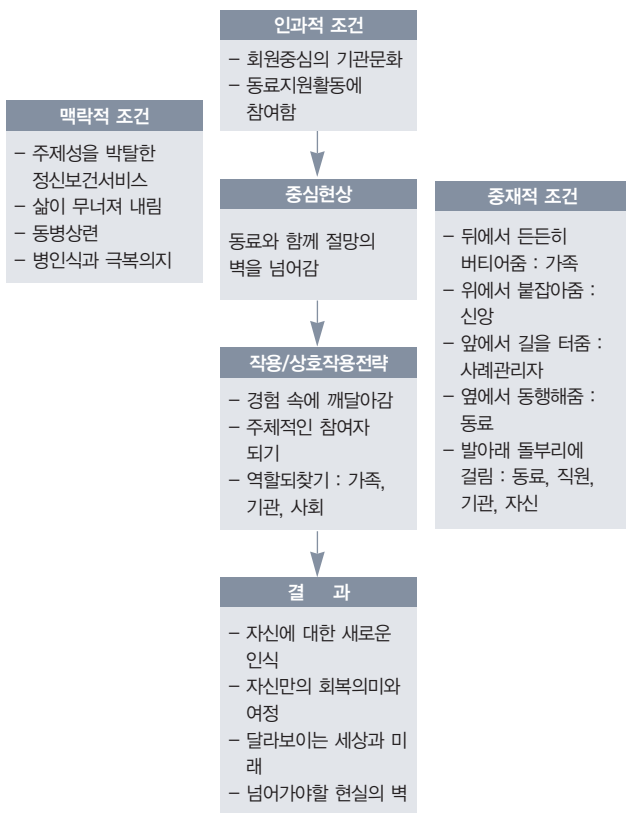 인과적 조건
– 회원중심의 기관문화
– 동료지원활동에
참여함
맥락적 조건
– 주제성을 박탈한
정신보건서비스
– 삶이 무너져 내림
– 동병상련
– 병인식과 극복의지
중심현상
동료와 함께 절망의
벽을 넘어감
중재적 조건
– 뒤에서 든든히
버티어줌 : 가족
– 위에서 붙잡아줌 :
신앙
– 앞에서 길을 터줌 :
사례관리자
– 옆에서 동행해줌 :
동료
– 발아래 돌부리에
걸림 : 동료, 직원,
기관, 자신
작용/상호작용전략
– 경험 속에 깨달아감
– 주체적인 참여자
되기
– 역할되찾기 : 가족,
기관, 사회
결 과
– 자신에 대한 새로운
인식
– 자신만의 회복의미와
여정
– 달라보이는 세상과 미
래
– 넘어가야할 현실의 벽